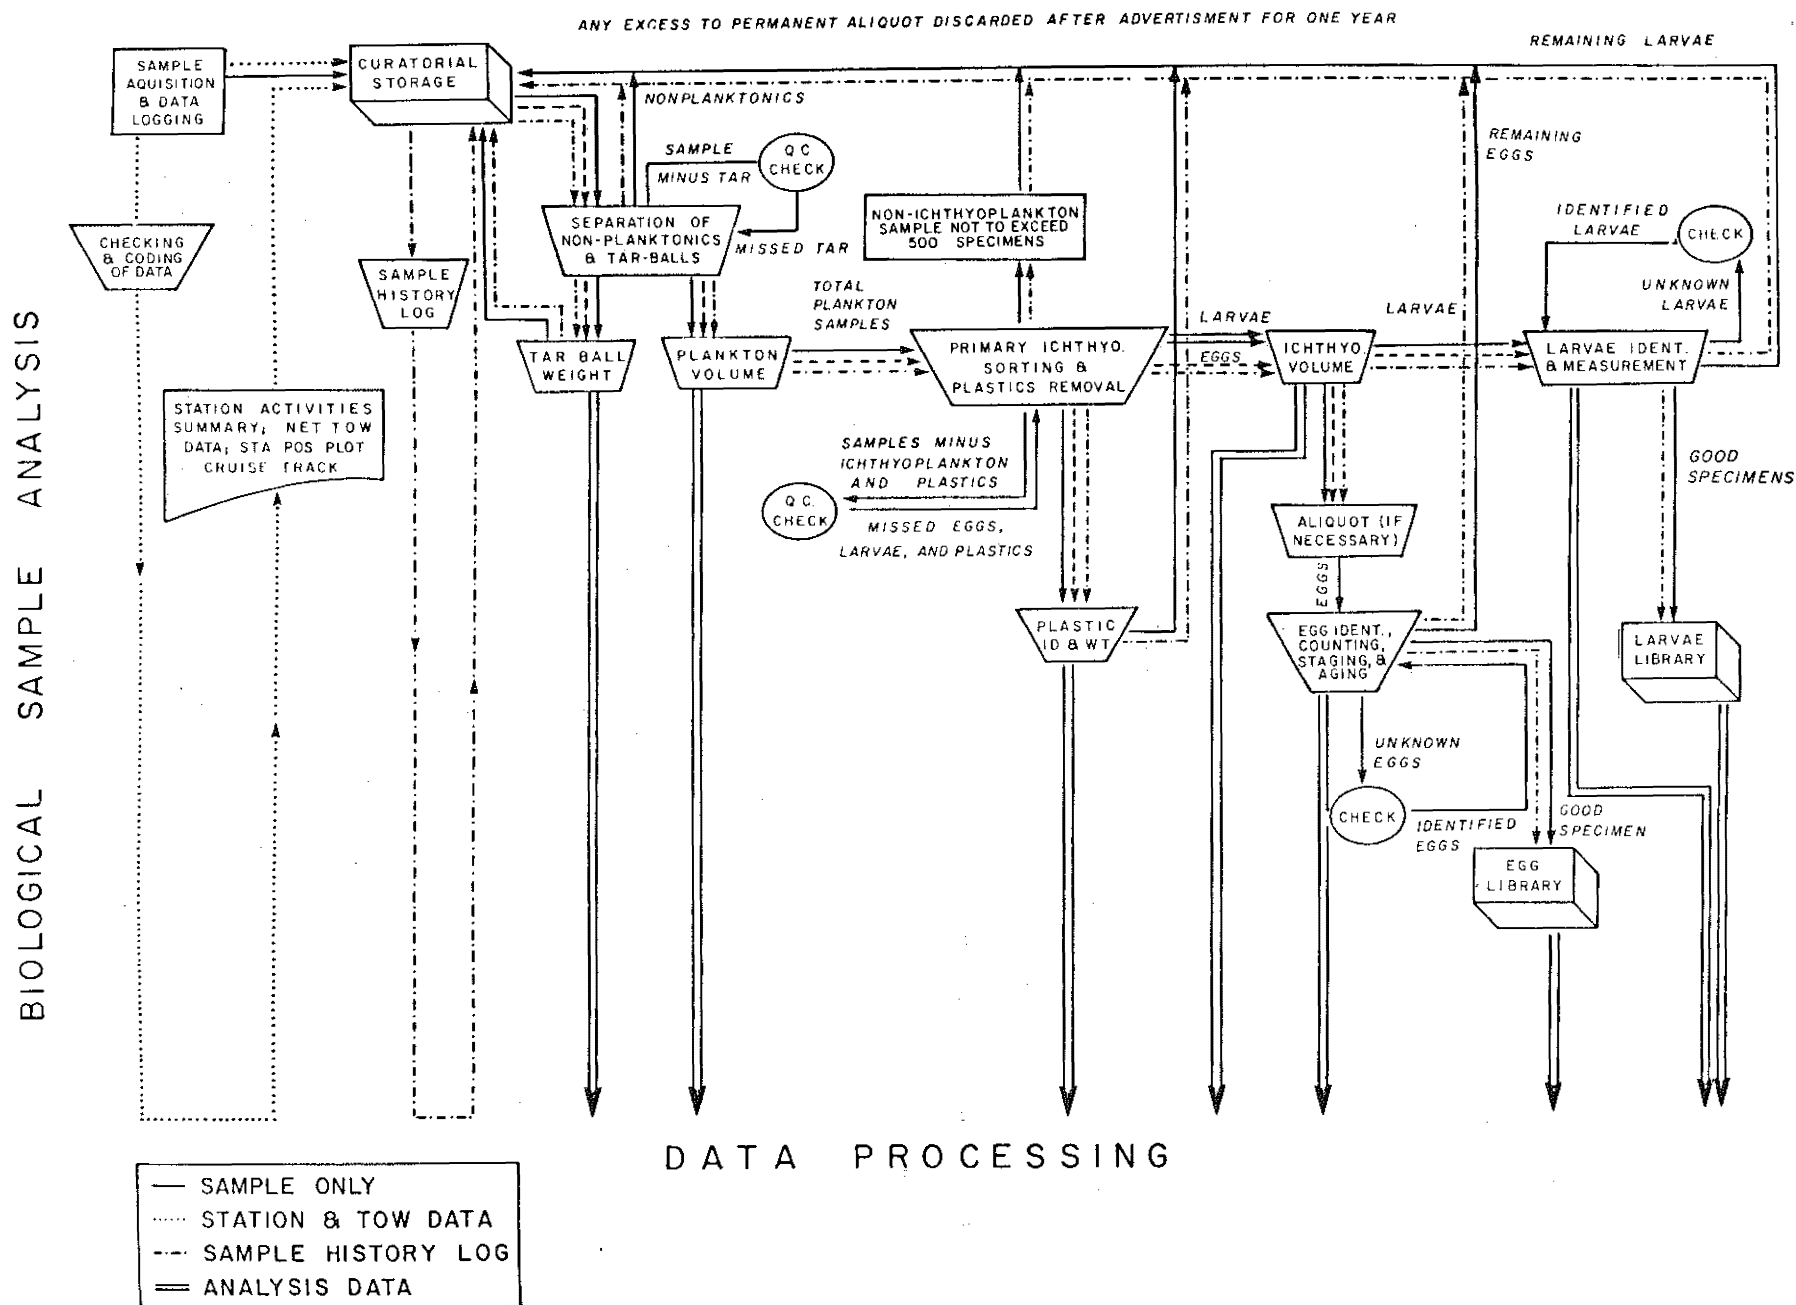 ANY EXCESS TO PERMANENT ALIQUOT DISCARDED AFTER ADVERTISMENT FOR ONE YEAR
REMAINING LARVAE
SAMPLE
AQUISITION
& DATA
LOGGING
CURATORIAL
STORAGE
NONPLANKTONICS
SAMPLE
MINUS TAR
Q C
CHECK
MISSED TAR
SEPARATION OF
NON-PLANKTONICS
& TAR-BALLS
CHECKING
& CODING
OF DATA
SAMPLE
HISTORY
LOG
NON-ICHTHYOPLANKTON
SAMPLE NOT TO EXCEED
500 SPECIMENS
REMAINING
EGGS
IDENTIFIED
LARVAE
CHECK
UNKNOWN
LARVAE
TOTAL
PLANKTON
SAMPLES
TAR BALL
WEIGHT
PLANKTON
VOLUME
PRIMARY ICHTHYO.
SORTING &
PLASTICS REMOVAL
LARVAE
EGGS
ICHTHYO.
VOLUME
LARVAE
LARVAE IDENT.
& MEASUREMENT
STATION ACTIVITIES
SUMMARY; NET TOW
DATA; STA POS PLOT
CRUISE TRACK
SAMPLES MINUS
ICHTHYOPLANKTON
AND PLASTICS
Q C.
CHECK
MISSED EGGS,
LARVAE, AND PLASTICS
GOOD
SPECIMENS
ALIQUOT (IF
NECESSARY)
EGGS
PLASTIC
ID & WT.
EGG IDENT.,
COUNTING,
STAGING, &
AGING
LARVAE
LIBRARY
UNKNOWN
EGGS
CHECK
IDENTIFIED
EGGS
GOOD
SPECIMEN
EGG
LIBRARY
BIOLOGICAL SAMPLE ANALYSIS
DATA PROCESSING
SAMPLE ONLY
STATION & TOW DATA
SAMPLE HISTORY LOG
ANALYSIS DATA